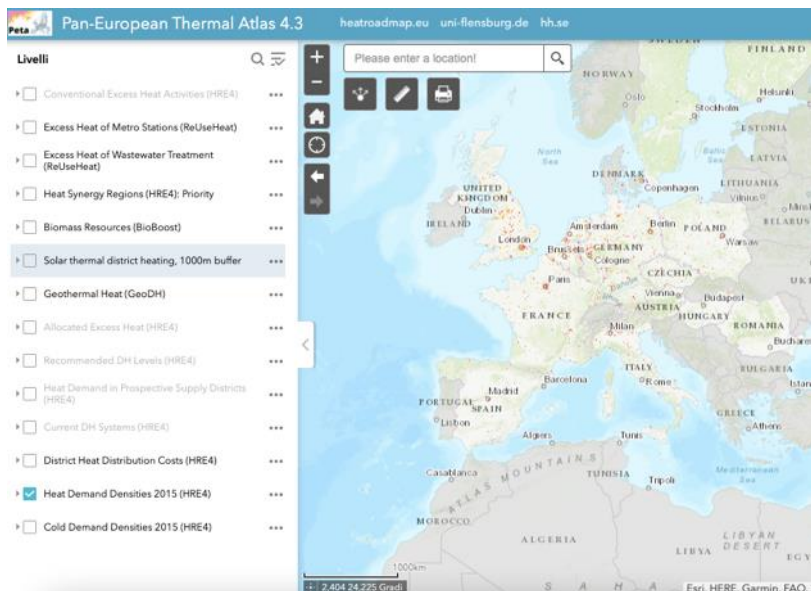 Peta
Pan-European Thermal Atlas 4.3
heatroadmap.eu uni-flensburg.de hh.se
Livelli
Conventional Excess Heat Activities (HRE4)
Excess Heat of Metro Stations (ReUseHeat)
Excess Heat of Wastewater Treatment
(ReUseHeat)
Heat Synergy Regions (HRE4): Priority
Biomass Resources (BioBoost)
Solar thermal district heating, 1000m buffer
Geothermal Heat (GeoDH)
Allocated Excess Heat (HRE4)
Recommended DH Levels (HRE4)
Heat Demand in Prospective Supply Districts
(HRE4)
Current DH Systems (HRE4)
District Heat Distribution Costs (HRE4)
Heat Demand Densities 2015 (HRE4)
Cold Demand Densities 2015 (HRE4)
Please enter a location!
FINLAND
NORWAY
Oslo
Helsinki
Stockholm
ESTONIA
North
Sea
Baltic
Sea
LATVIA
DENMARK
Copenhagen
LITHUANIA
Vilnius
UNITED
KINGDOM
Dublin
IRELAND
Amsterdam
Berlin
POLAND
BELARUS
London
Brussels
GERMANY
Warsaw
Cologne
Paris
CZECHIA
Danube
Vienna
Budapest
AUSTRIA
HUNGARY
FRANCE
Milan
ROMANIA
ITALY
BULGARIA
Barcelona
Rome
Madrid
PORTUGAL
SPAIN
Lisbon
GREECE
Athens
Algiers
Tunis
Casablanca
ATLAS MOUNTAINS
TUNISIA
Tripoli
Mediterranean
Sea
MOROCCO
ALGERIA
LIBYA
LIBYAN
DESERT
1000km
2.404 24.225 Gradi
Esri, HERE, Garmin, FAO,